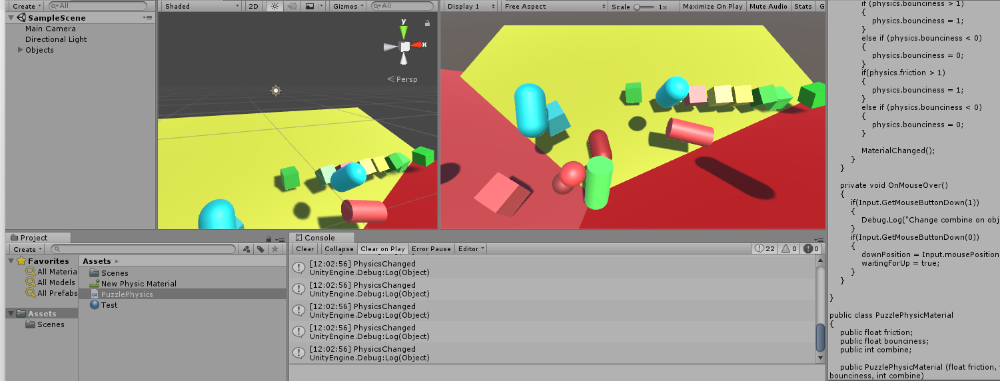 Create
All
SampleScene
Main Camera
Directional Light
Objects
Shaded
2D
Gizmos
All
y
x
Persp
Display 1
Free Aspect
Scale
1x
Maximize On Play
Mute Audio
Stats
G
if (physics.bounciness > 1)
{
physics.bounciness = 1;
}
else if (physics.bounciness < 0)
{
physics.bounciness = 0;
}
if(physics.friction > 1)
{
physics.bounciness = 1;
}
else if (physics.bounciness < 0)
{
physics.bounciness = 0;
}
MaterialChanged();
}
}
private void OnMouseOver()
{
if(Input.GetMouseButtonDown(1))
{
Debug.Log("Change combine on obj
}
if(Input.GetMouseButtonDown(0))
{
downPosition = Input.mousePosition
waitingForUp = true;
}
}
}
public class PuzzlePhysicMaterial
{
public float friction;
public float bounciness;
public int combine;
public PuzzlePhysicMaterial (float friction,
bounciness, int combine)
Project
Create
Favorites
All Materia
All Models
All Prefabs
Assets
Scenes
Assets
Scenes
New Physic Material
PuzzlePhysics
Test
Console
Clear
Collapse
Clear on Play
Error Pause
Editor
22
0
0
[12:02:56] PhysicsChanged
UnityEngine.Debug:Log(Object)
[12:02:56] PhysicsChanged
UnityEngine.Debug:Log(Object)
[12:02:56] PhysicsChanged
UnityEngine.Debug:Log(Object)
[12:02:56] PhysicsChanged
UnityEngine.Debug:Log(Object)
[12:02:56] PhysicsChanged
UnityEngine.Debug:Log(Object)